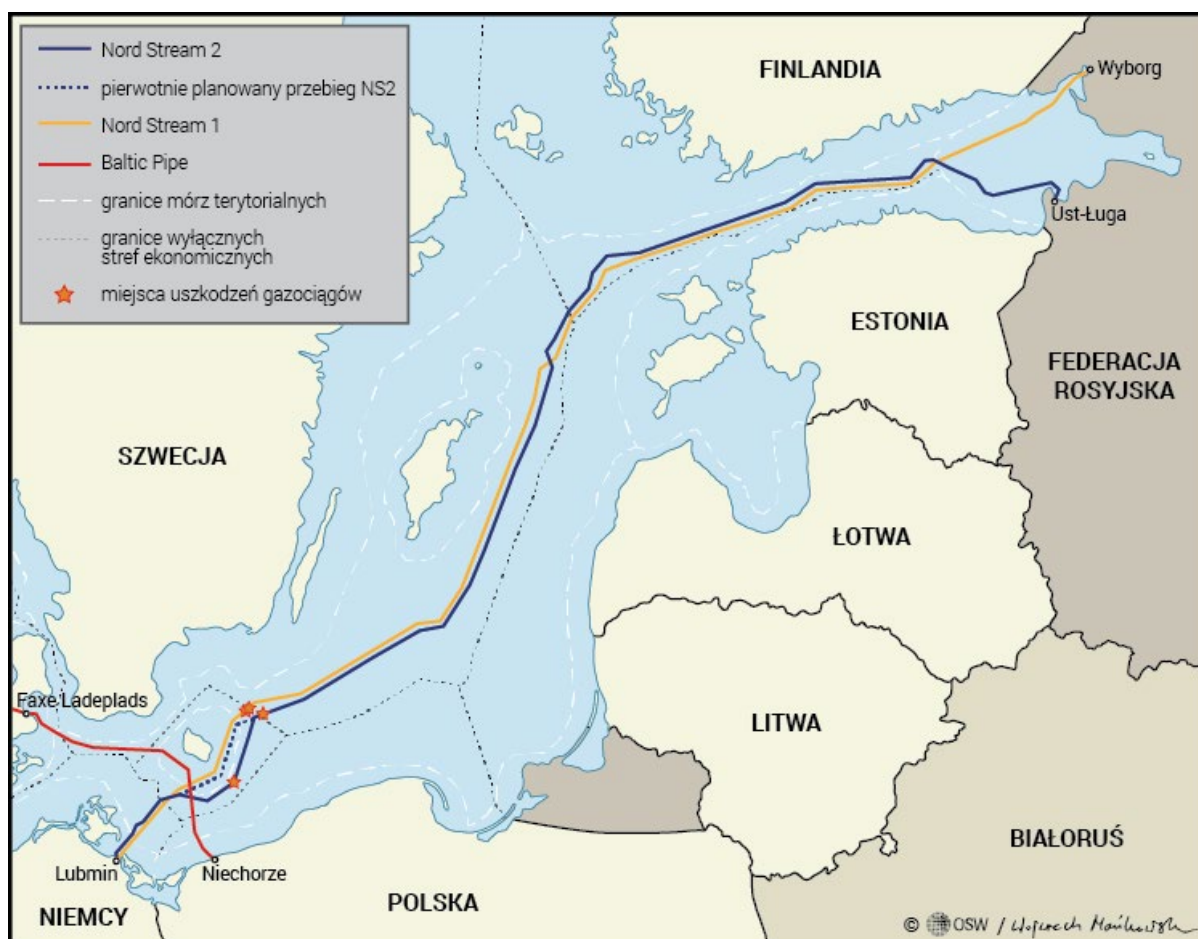 Nord Stream 2
pierwotnie planowany przebieg NS2
Nord Stream 1
Baltic Pipe
granice mórz terytorialnych
granice wyłącznych
stref ekonomicznych
miejsca uszkodzeń gazociągów
FINLANDIA
Wyborg
Ust-Ługa
ESTONIA
FEDERACJA
ROSYJSKA
SZWECJA
ŁOTWA
Faxe Ladeplads
LITWA
BIAŁORUŚ
Lubmin
Niechorze
NIEMCY
POLSKA
© OSW / Wojciech Mańkowski